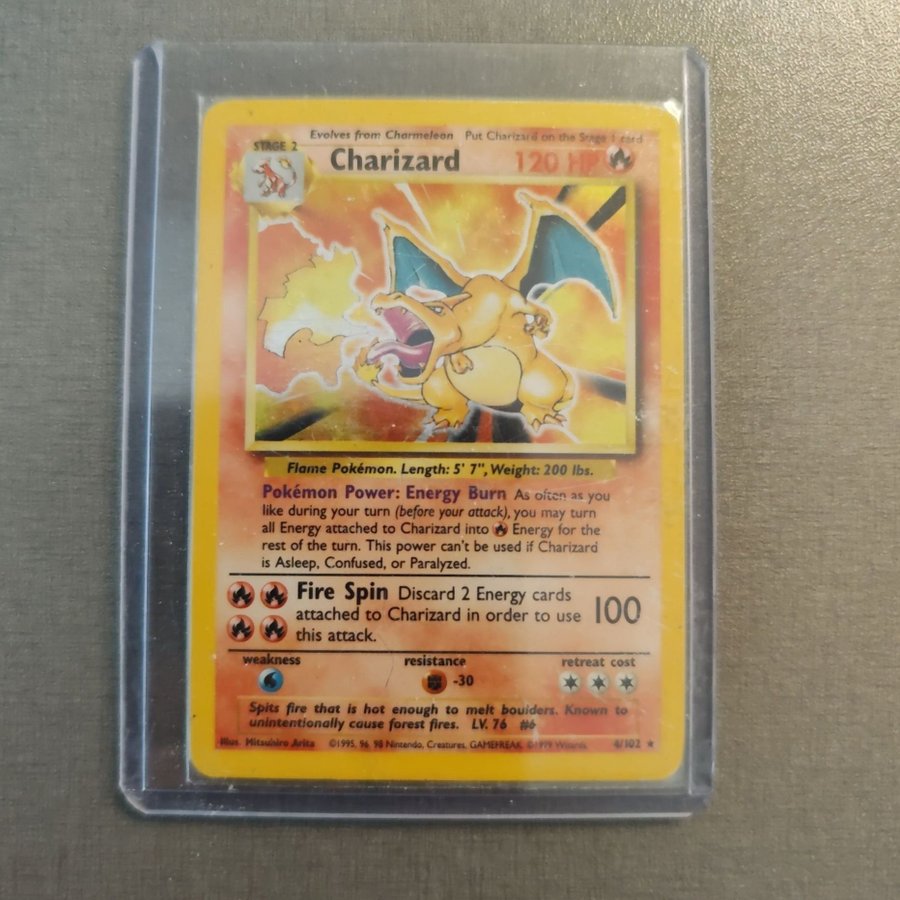 Evolves from Charmeleon Put Charizard on the Stage 1 card
STAGE 2
Charizard 120 HP
Flame Pokémon. Length: 5' 7", Weight: 200 lbs.
Pokémon Power: Energy Burn As often as you
like during your turn (before your attack), you may turn
all Energy attached to Charizard into Energy for the
rest of the turn. This power can't be used if Charizard
is Asleep, Confused, or Paralyzed.
Fire Spin Discard 2 Energy cards
attached to Charizard in order to use 100
this attack.
weakness resistance retreat cost
-30
Spits fire that is hot enough to melt boulders. Known to
unintentionally cause forest fires. LV. 76 #6
Illus. Mitsuhiro Arita ©1995, 96, 98 Nintendo, Creatures, GAMEFREAK. ©1999 Wizards. 4/102